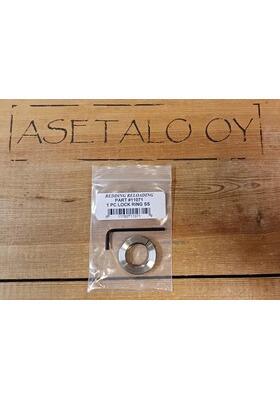 ASETALO OY
REDDING RELOADING
PART #11071
1 PC LOCK RING SS